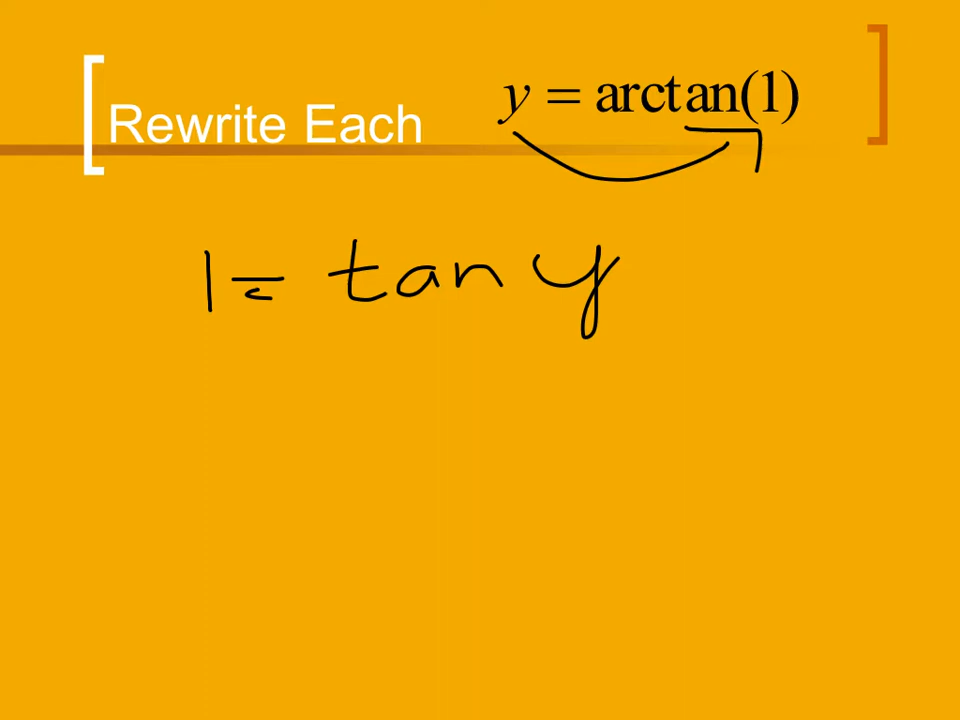 Rewrite Each
y = arctan(1)
1 = tan y